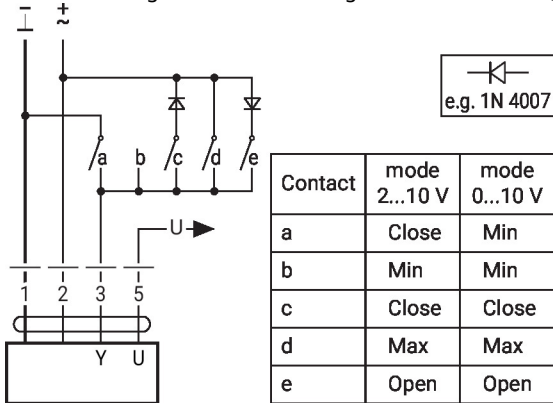 ⊥ ~
- +
e.g. 1N 4007
a b c d e
U
1 2 3 5
Y U
Contact mode 2...10 V mode 0...10 V
a Close Min
b Min Min
c Close Close
d Max Max
e Open Open